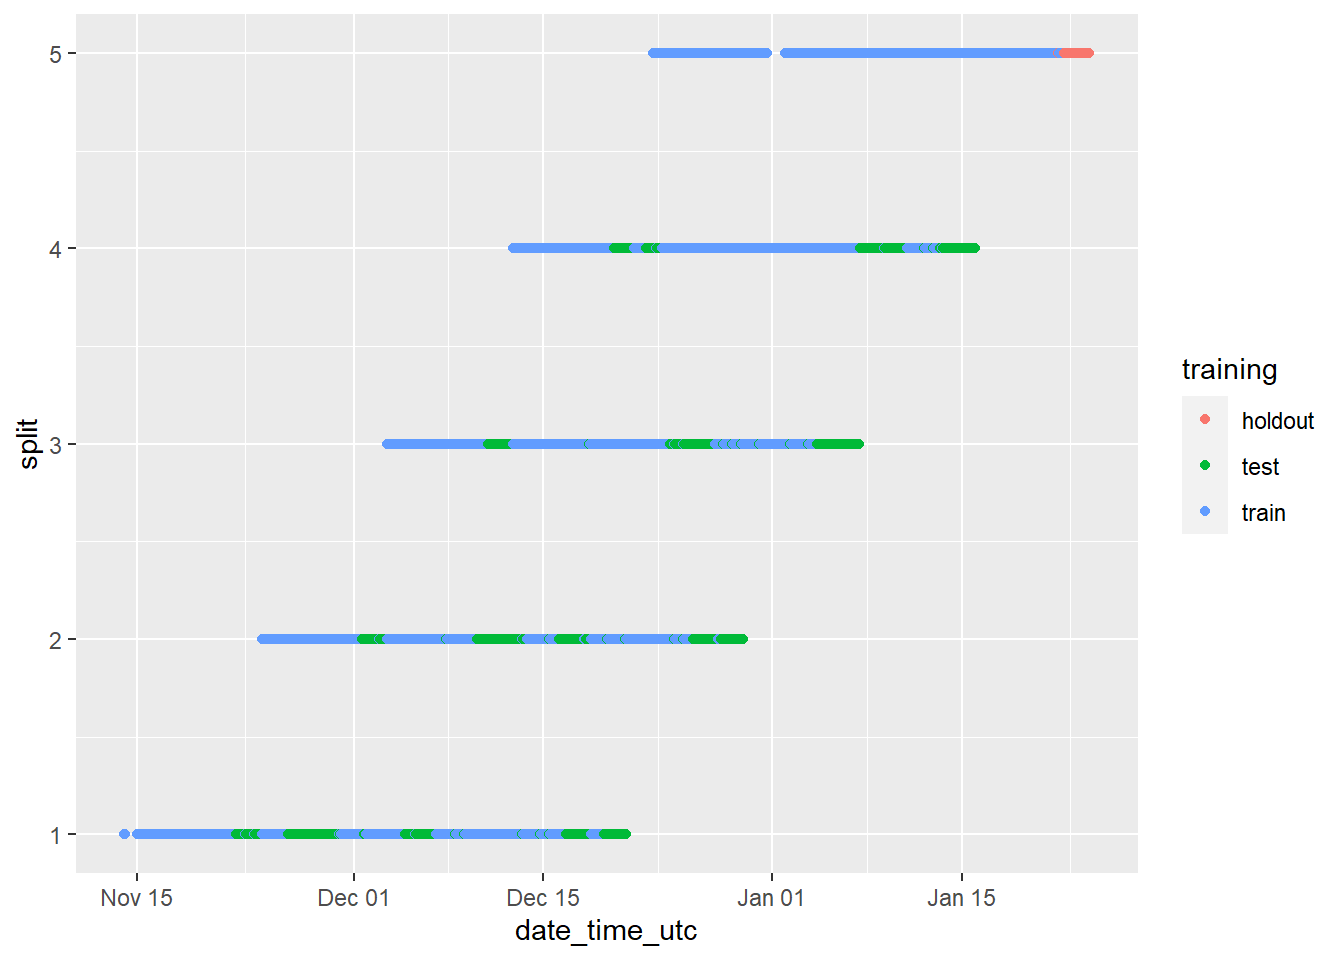 5
4
3
2
1
split
Nov 15
Dec 01
Dec 15
Jan 01
Jan 15
date_time_utc
training
holdout
test
train